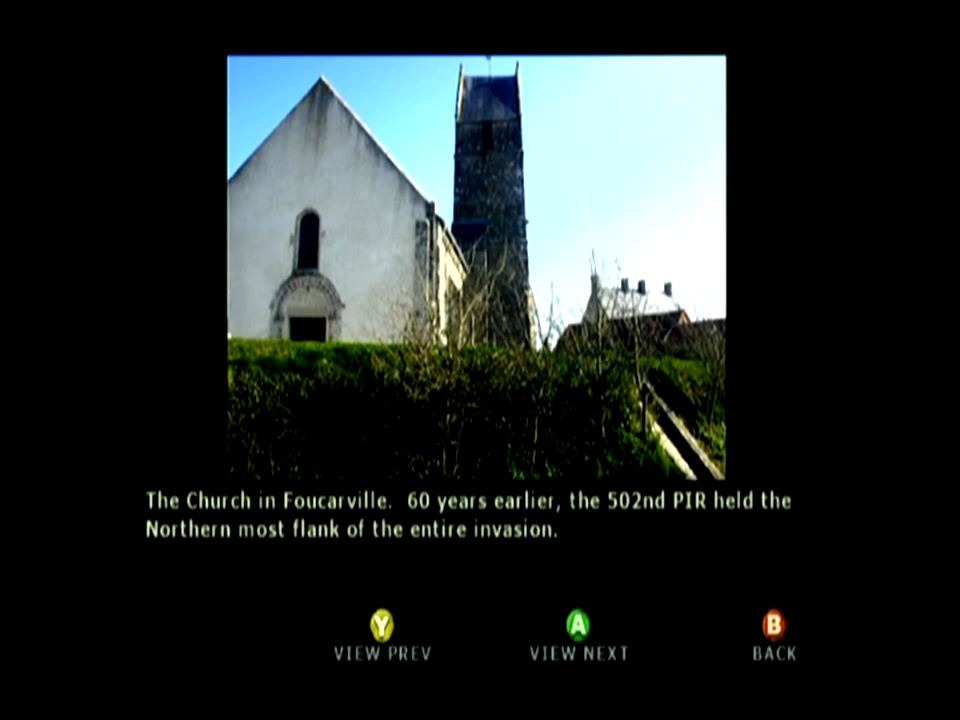 The Church in Foucarville.  60 years earlier, the 502nd PIR held the
Northern most flank of the entire invasion.
Y A B
VIEW PREV VIEW NEXT BACK